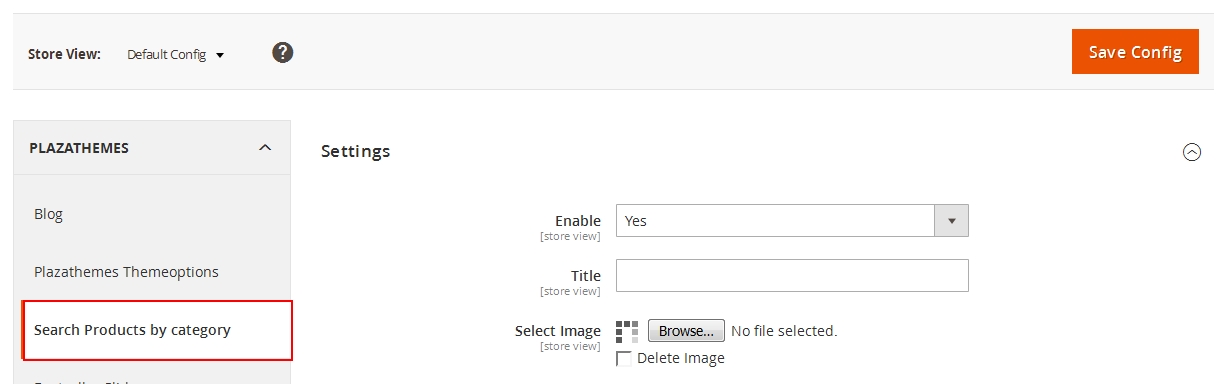 Store View: Default Config ? Save Config
PLAZATHEMES
Settings
Blog
Enable Yes
[store view]
Plazathemes Themeoptions
Title
[store view]
Search Products by category
Select Image Browse... No file selected.
[store view]
Delete Image